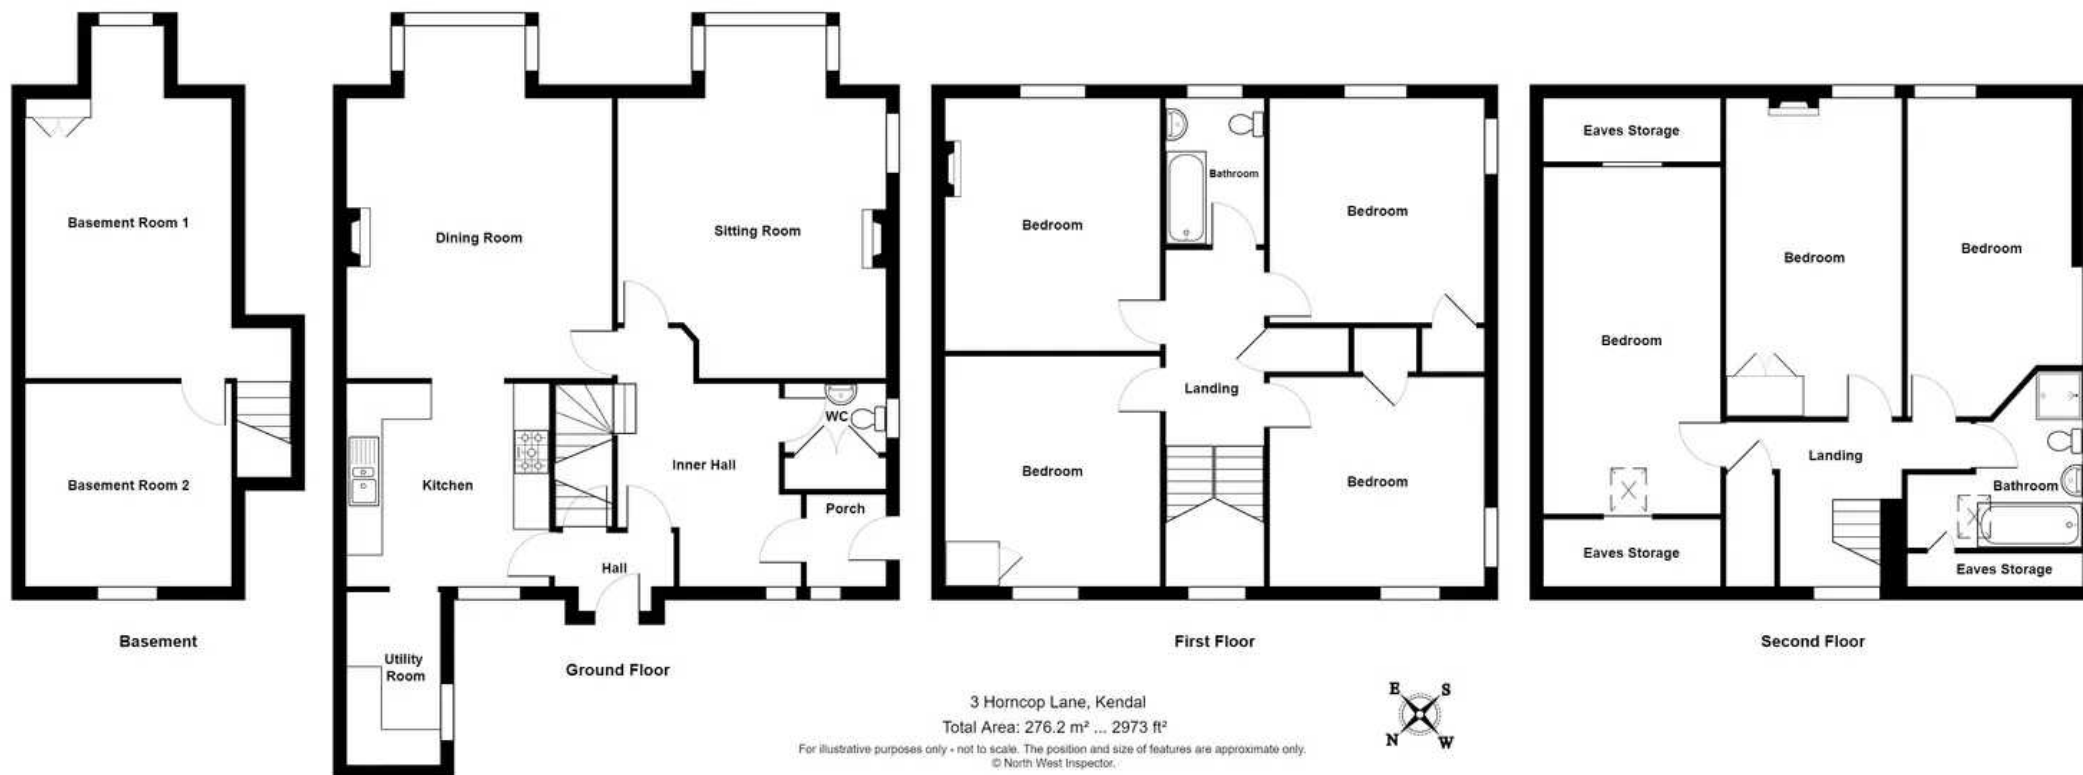 Basement Room 1
Basement Room 2
Basement
Dining Room
Sitting Room
Kitchen
Inner Hall
WC
Porch
Hall
Utility
Room
Ground Floor
Bedroom
Bathroom
Bedroom
Landing
Bedroom
Bedroom
First Floor
Eaves Storage
Bedroom
Bedroom
Bedroom
Landing
Bathroom
Eaves Storage
Eaves Storage
Second Floor
3 Horncop Lane, Kendal
Total Area: 276.2 m² ... 2973 ft²
For illustrative purposes only - not to scale. The position and size of features are approximate only.
© North West Inspector.
E S
N W